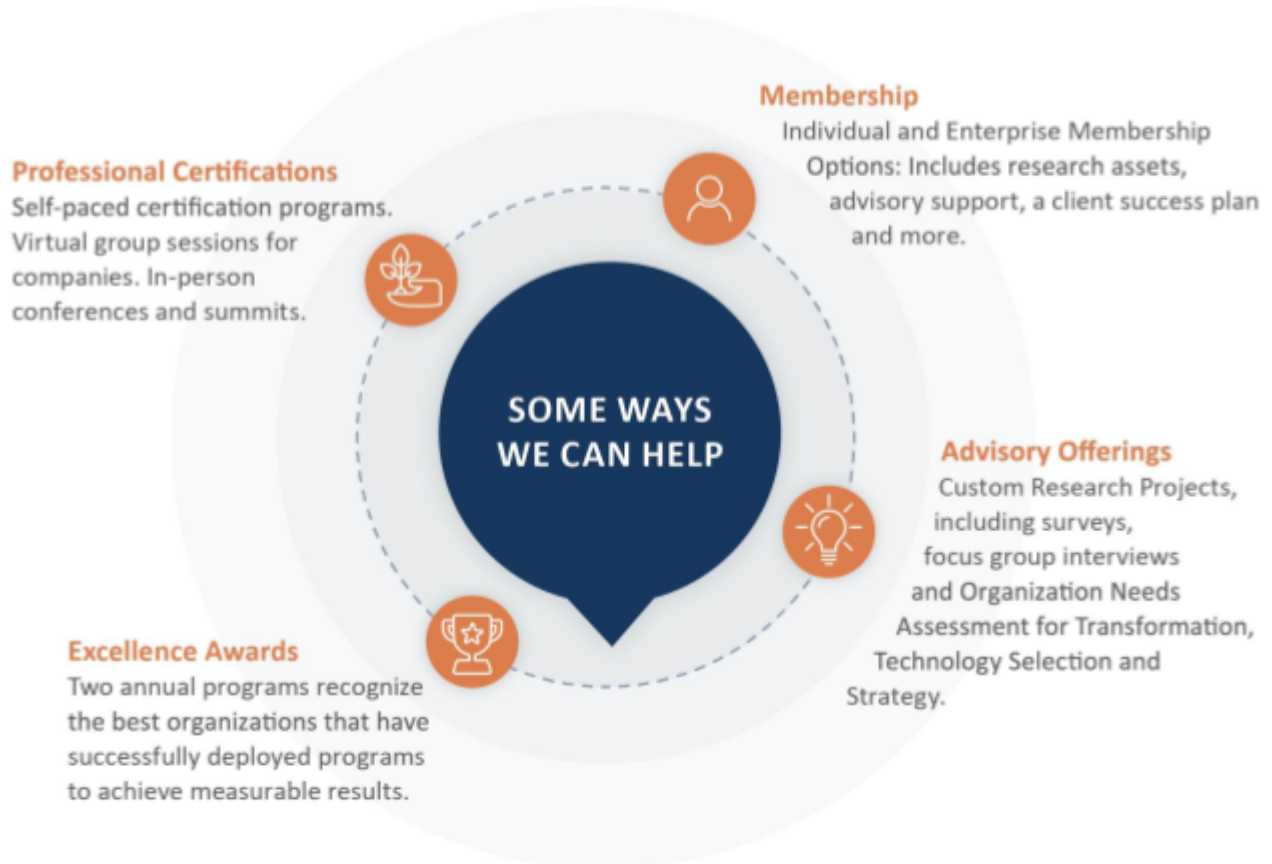 Membership
Individual and Enterprise Membership
Options: Includes research assets,
advisory support, a client success plan
and more.
Professional Certifications
Self-paced certification programs.
Virtual group sessions for
companies. In-person
conferences and summits.
SOME WAYS
WE CAN HELP
Advisory Offerings
Custom Research Projects,
including surveys,
focus group interviews
and Organization Needs
Assessment for Transformation,
Technology Selection and
Strategy.
Excellence Awards
Two annual programs recognize
the best organizations that have
successfully deployed programs
to achieve measurable results.